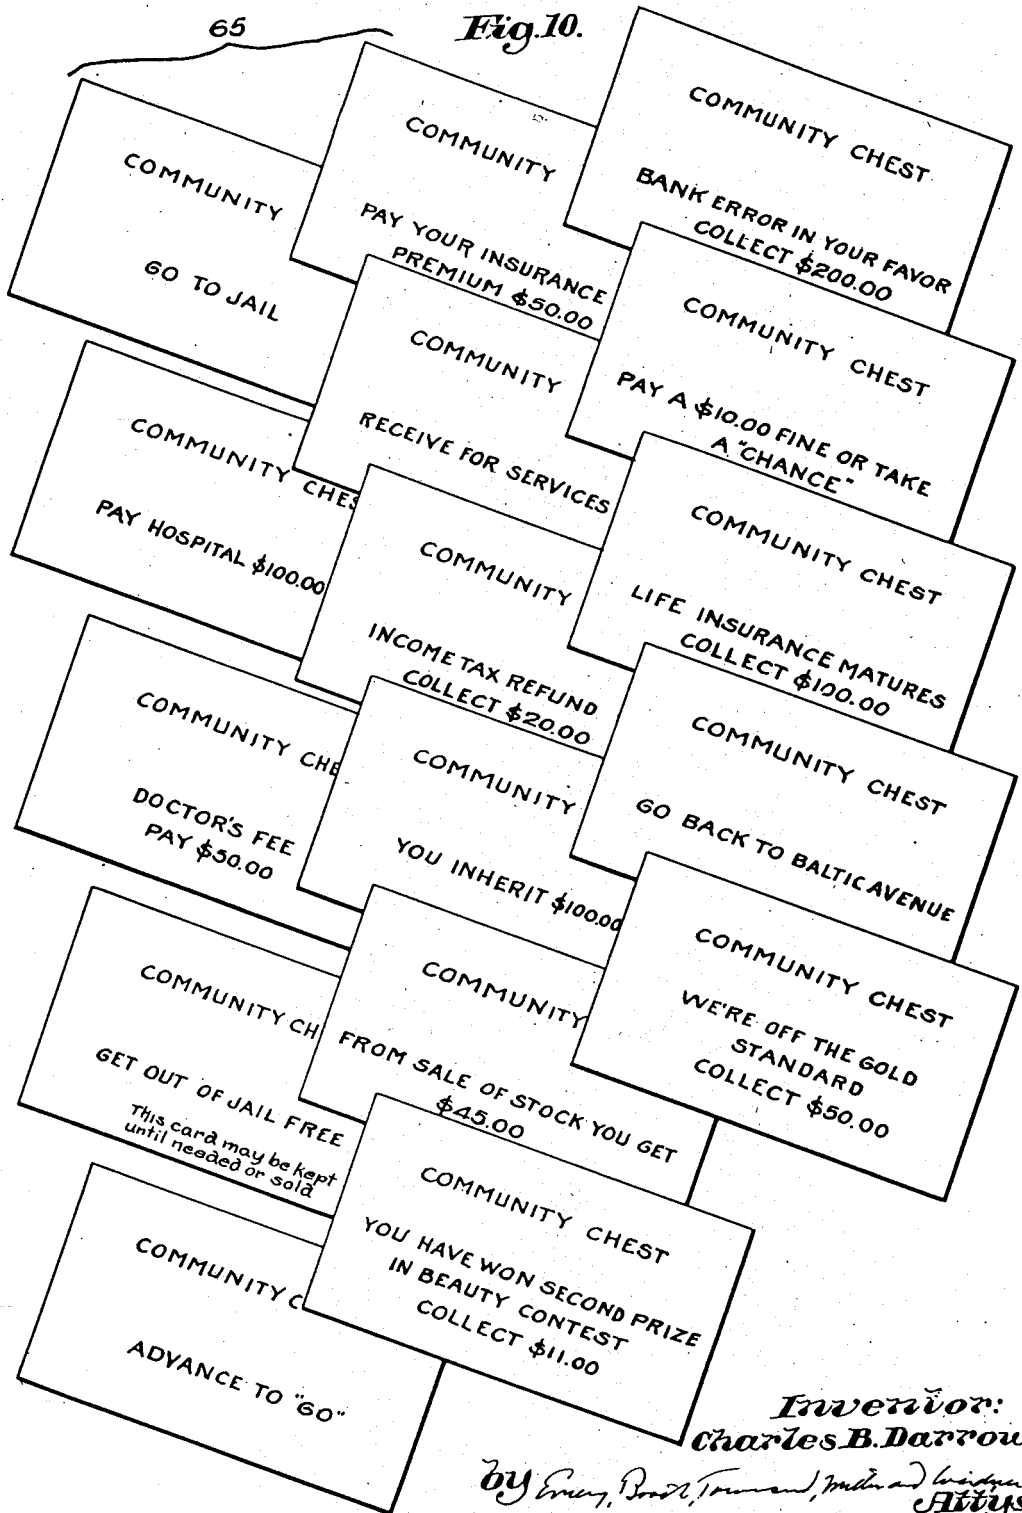 65
Fig.10.
COMMUNITY
GO TO JAIL
COMMUNITY CHES
PAY HOSPITAL $100.00
COMMUNITY CHE
DOCTOR'S FEE
PAY $50.00
COMMUNITY CH
GET OUT OF JAIL FREE
This card may be kept
until needed or sold
COMMUNITY C
ADVANCE TO "GO"
COMMUNITY
PAY YOUR INSURANCE
PREMIUM $50.00
COMMUNITY
RECEIVE FOR SERVICES
COMMUNITY
INCOME TAX REFUND
COLLECT $20.00
COMMUNITY
YOU INHERIT $100.00
COMMUNITY
FROM SALE OF STOCK YOU GET
$45.00
COMMUNITY CHEST
YOU HAVE WON SECOND PRIZE
IN BEAUTY CONTEST
COLLECT $11.00
COMMUNITY CHEST
BANK ERROR IN YOUR FAVOR
COLLECT $200.00
COMMUNITY CHEST
PAY A $10.00 FINE OR TAKE
A "CHANCE"
COMMUNITY CHEST
LIFE INSURANCE MATURES
COLLECT $100.00
COMMUNITY CHEST
GO BACK TO BALTIC AVENUE
COMMUNITY CHEST
WE'RE OFF THE GOLD
STANDARD
COLLECT $50.00
Inventor:
Charles B. Darrow
by Emery, Booth, Townsend, Miller and
Attys